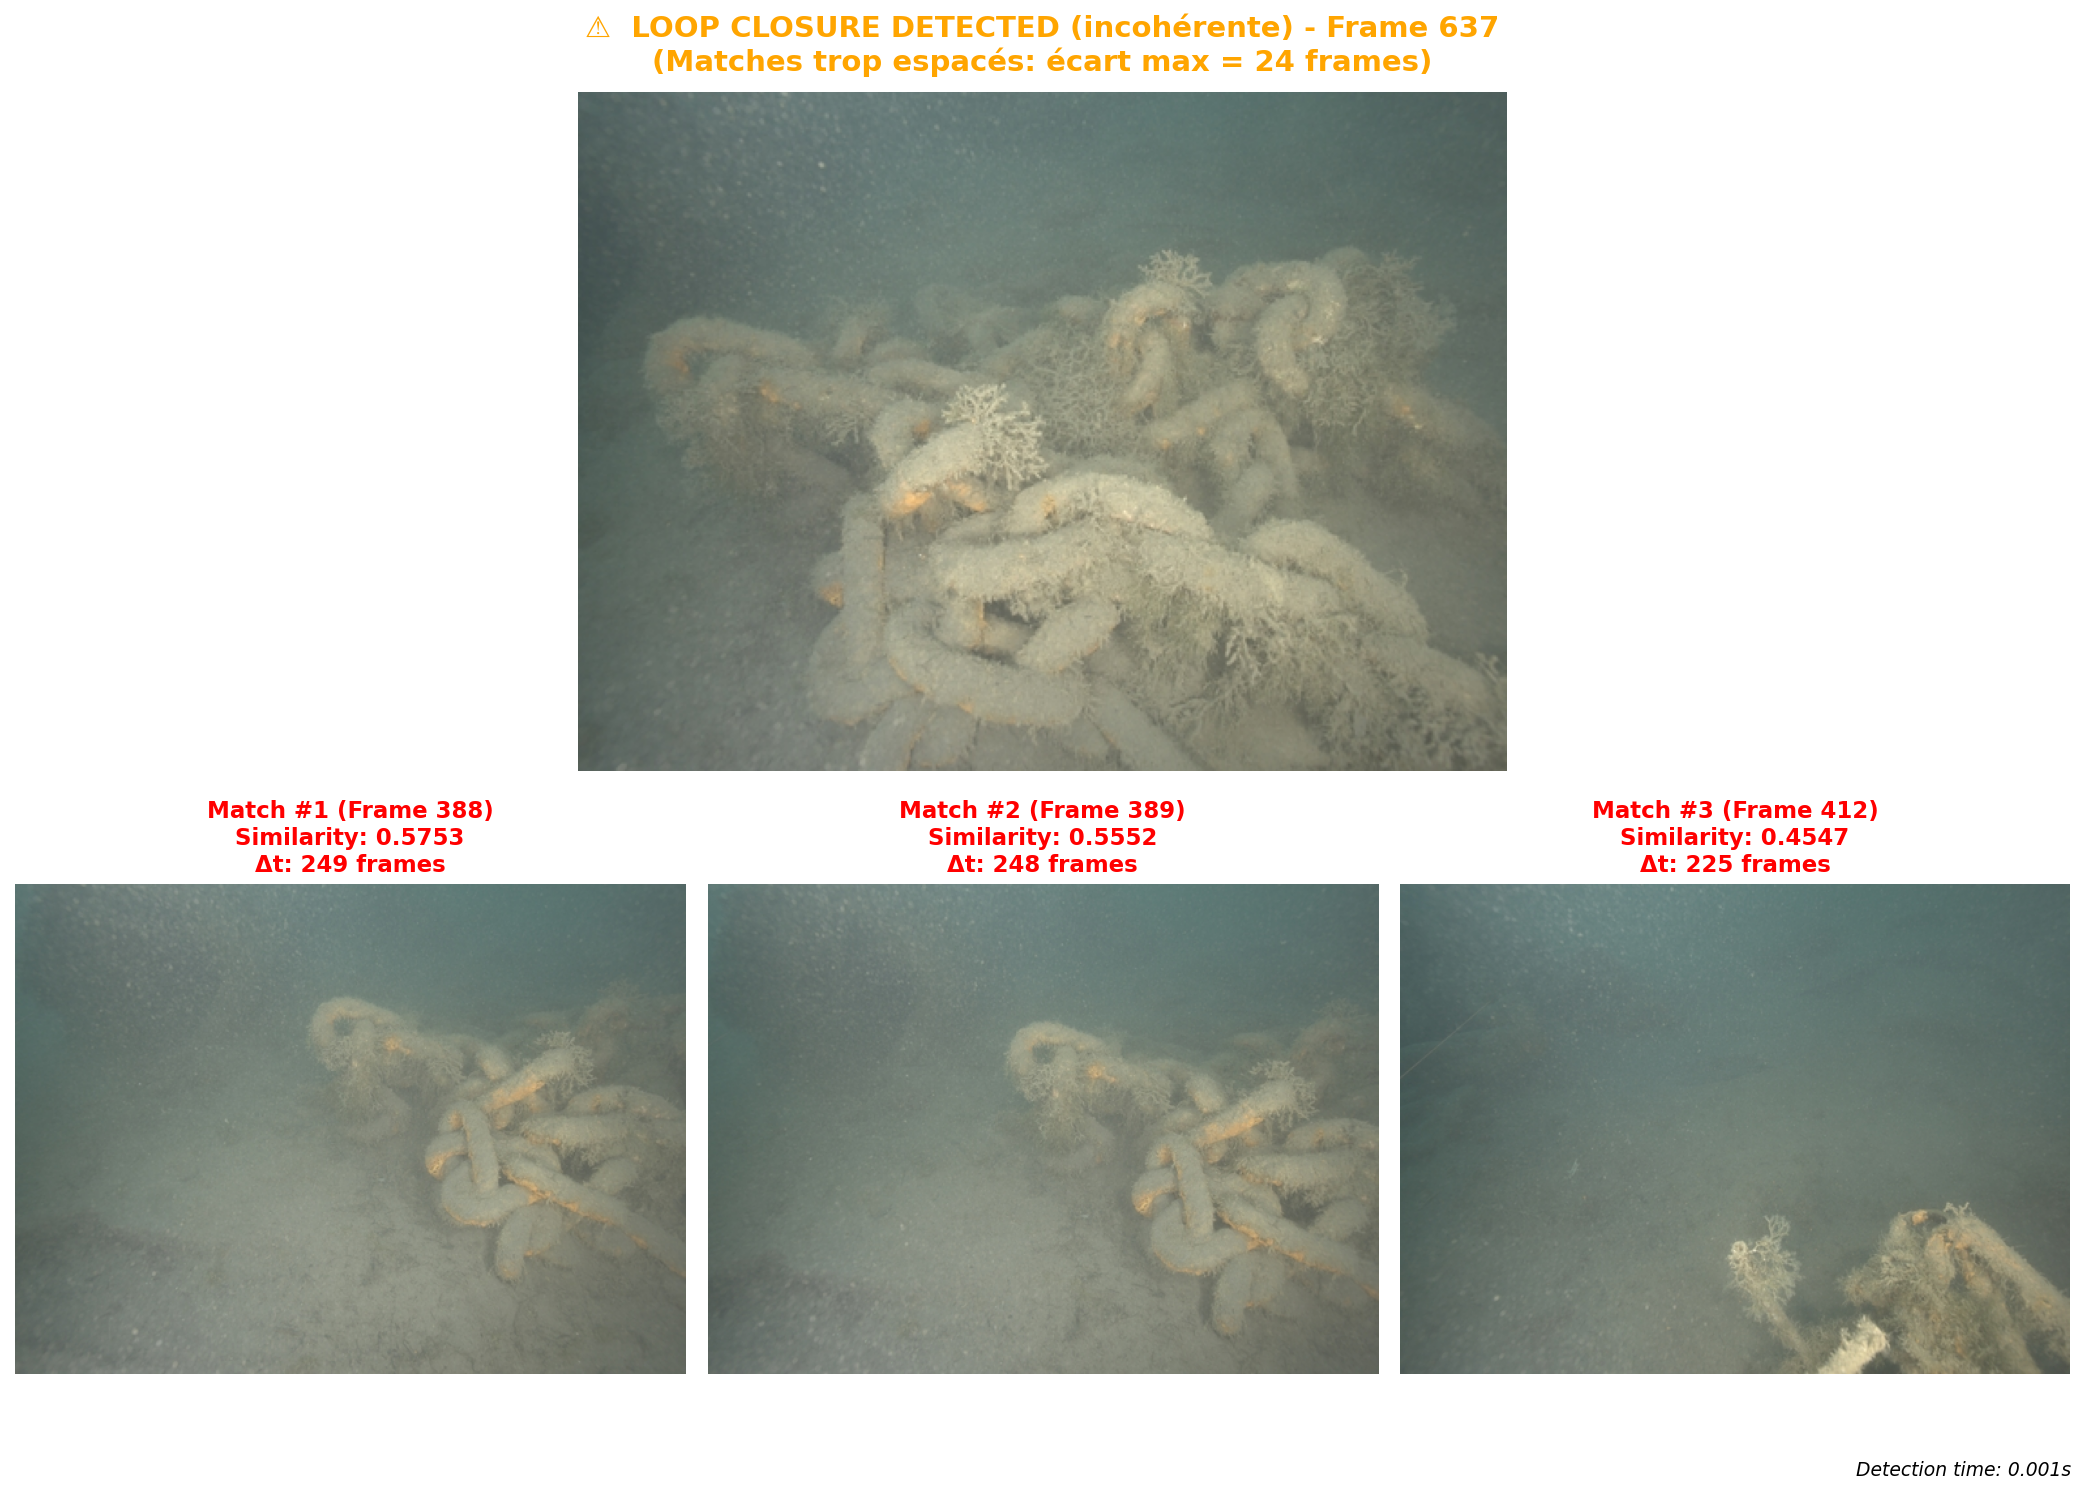 ⚠ LOOP CLOSURE DETECTED (incohérente) - Frame 637
(Matches trop espacés: écart max = 24 frames)
Match #1 (Frame 388)
Similarity: 0.5753
Δt: 249 frames
Match #2 (Frame 389)
Similarity: 0.5552
Δt: 248 frames
Match #3 (Frame 412)
Similarity: 0.4547
Δt: 225 frames
Detection time: 0.001s